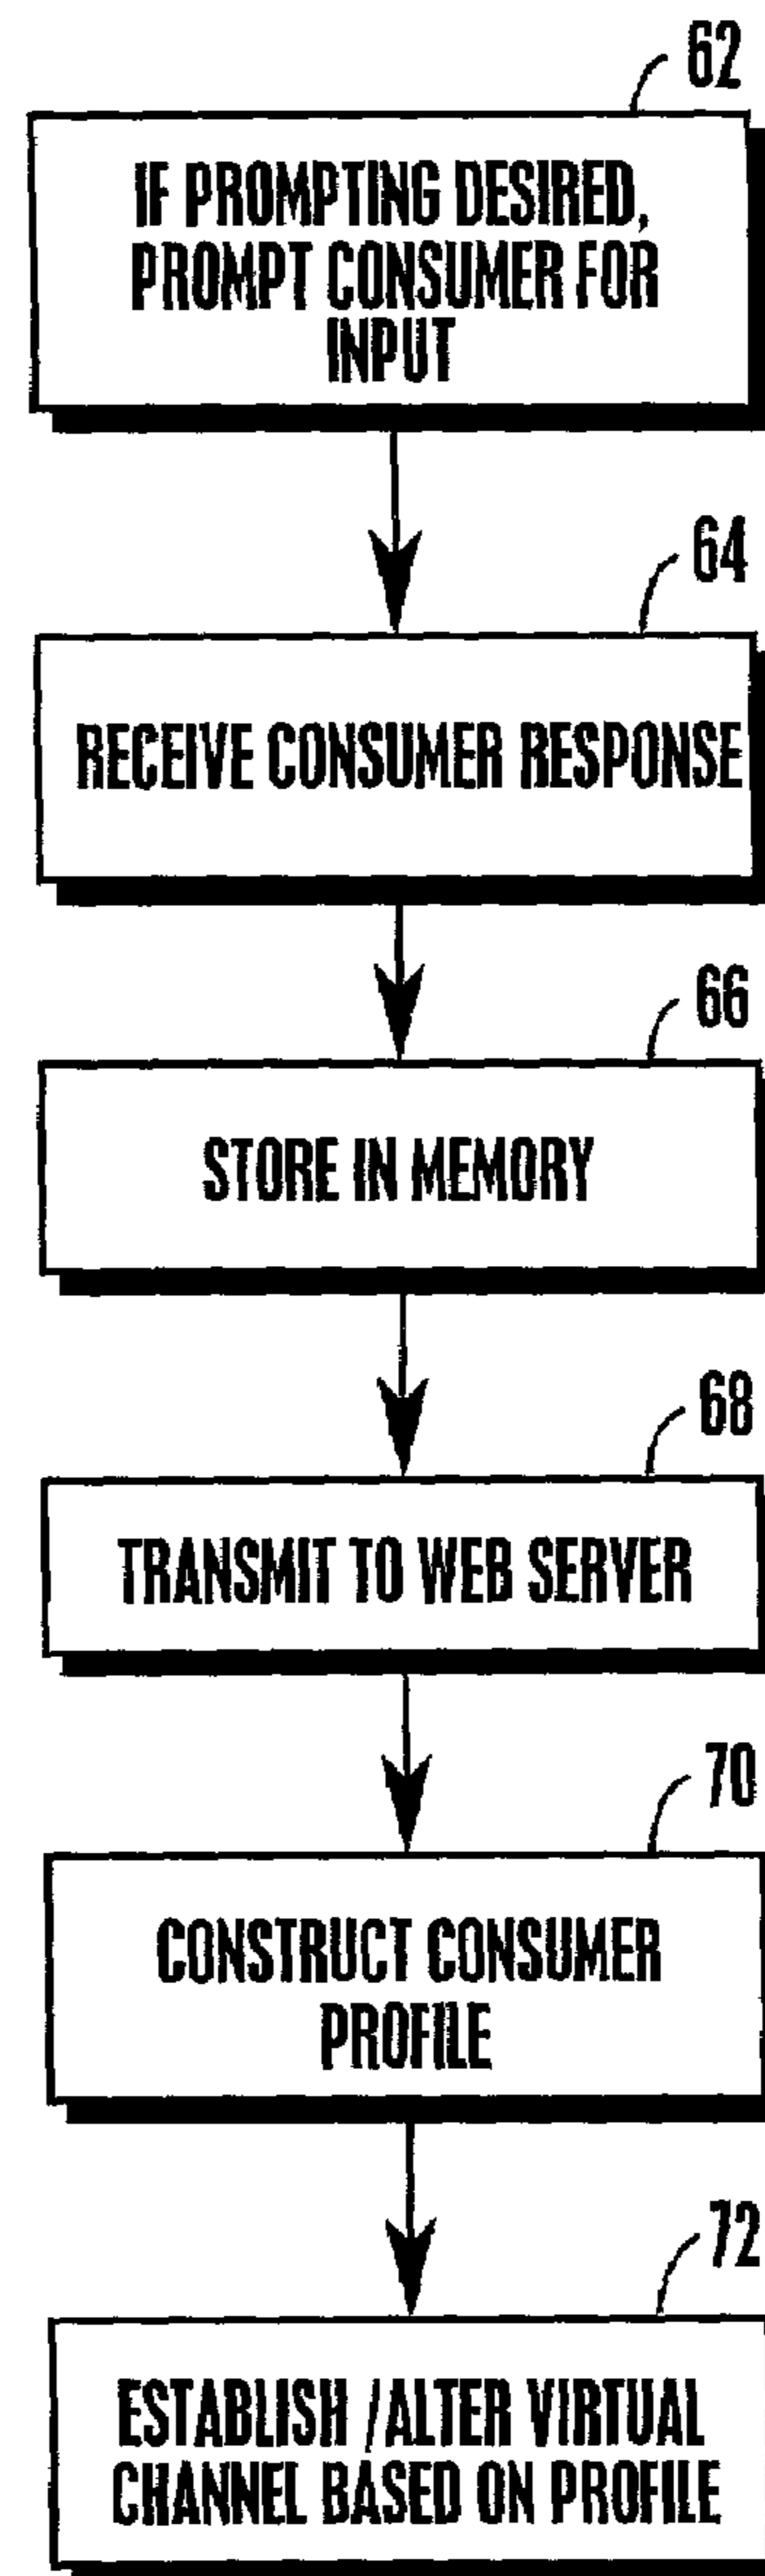 62
IF PROMPTING DESIRED,
PROMPT CONSUMER FOR
INPUT
64
RECEIVE CONSUMER RESPONSE
66
STORE IN MEMORY
68
TRANSMIT TO WEB SERVER
70
CONSTRUCT CONSUMER
PROFILE
72
ESTABLISH /ALTER VIRTUAL
CHANNEL BASED ON PROFILE